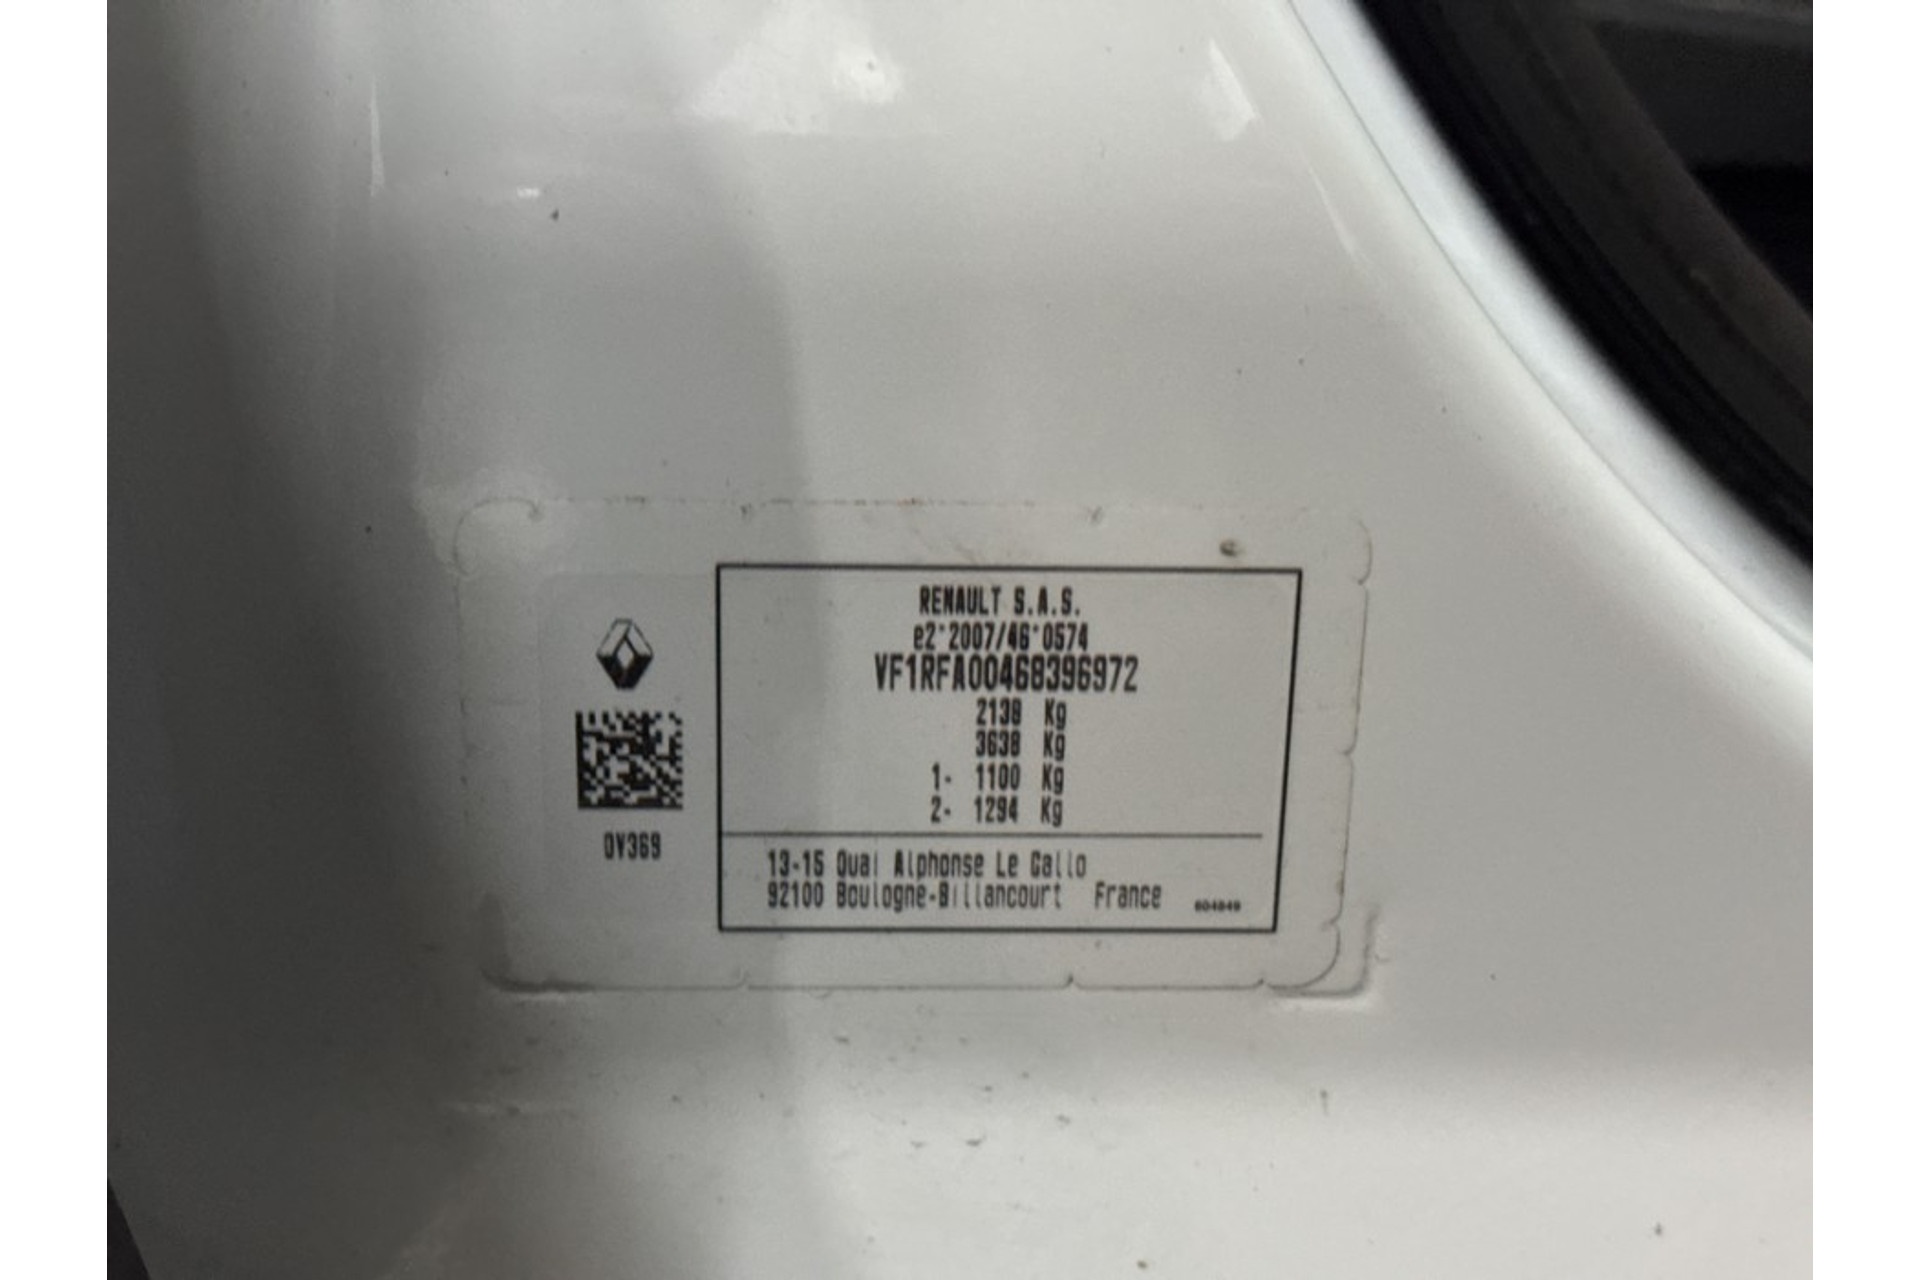 RENAULT S.A.S.
e2*2007/46*0574
VF1RFA00468396972
2138 Kg
3638 Kg
1- 1100 Kg
2- 1294 Kg
0V369
13-15 Quai Alphonse Le Gallo
92100 Boulogne-Billancourt France
604849